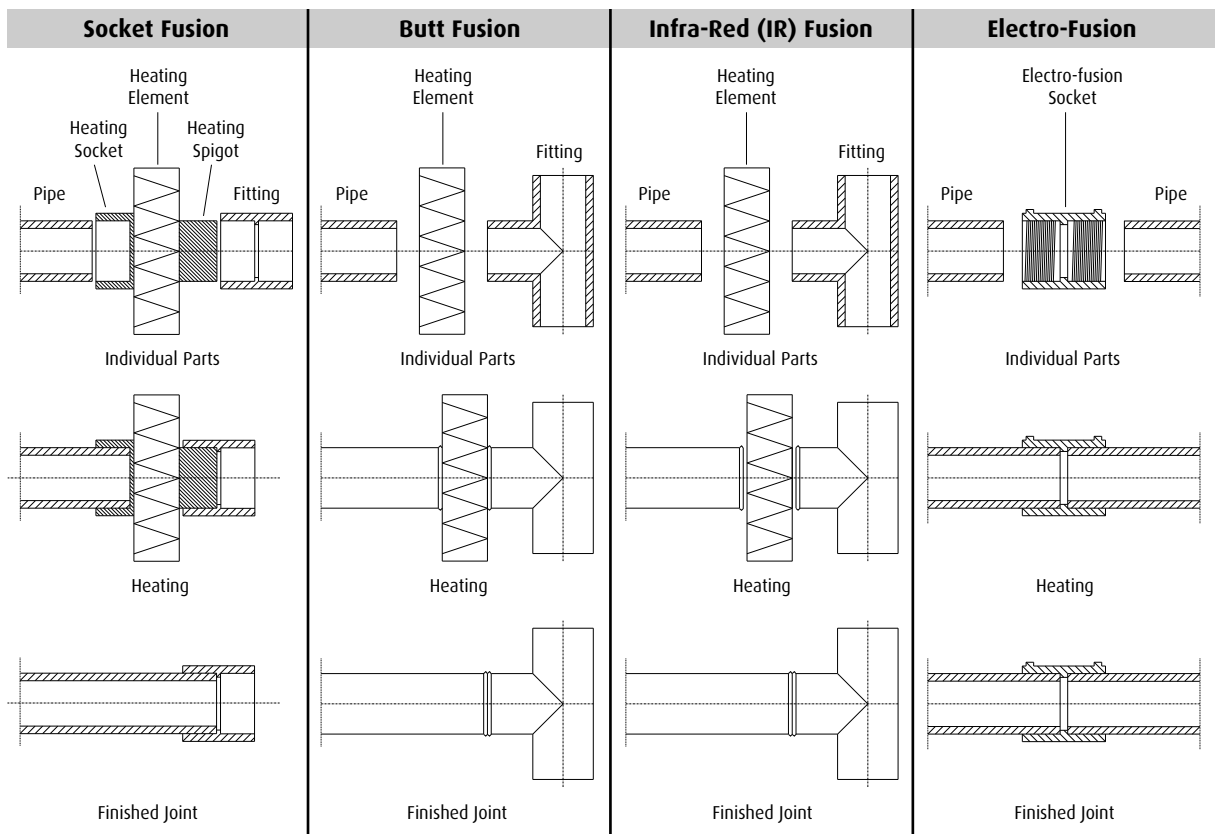 Socket Fusion
Heating
Element
Heating
Socket
Heating
Spigot
Pipe
Fitting
Individual Parts
Heating
Finished Joint
Butt Fusion
Heating
Element
Fitting
Pipe
Individual Parts
Heating
Finished Joint
Infra-Red (IR) Fusion
Heating
Element
Fitting
Pipe
Individual Parts
Heating
Finished Joint
Electro-Fusion
Electro-fusion
Socket
Pipe
Pipe
Individual Parts
Heating
Finished Joint